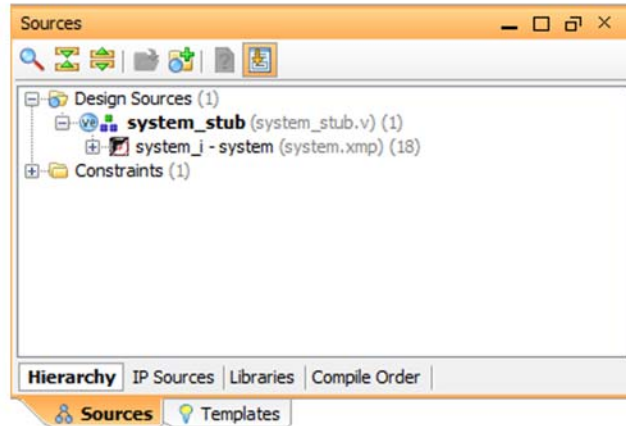 Sources
Design Sources (1)
system_stub (system_stub.v) (1)
system_i - system (system.xmp) (18)
Constraints (1)
Hierarchy IP Sources Libraries Compile Order
Sources Templates